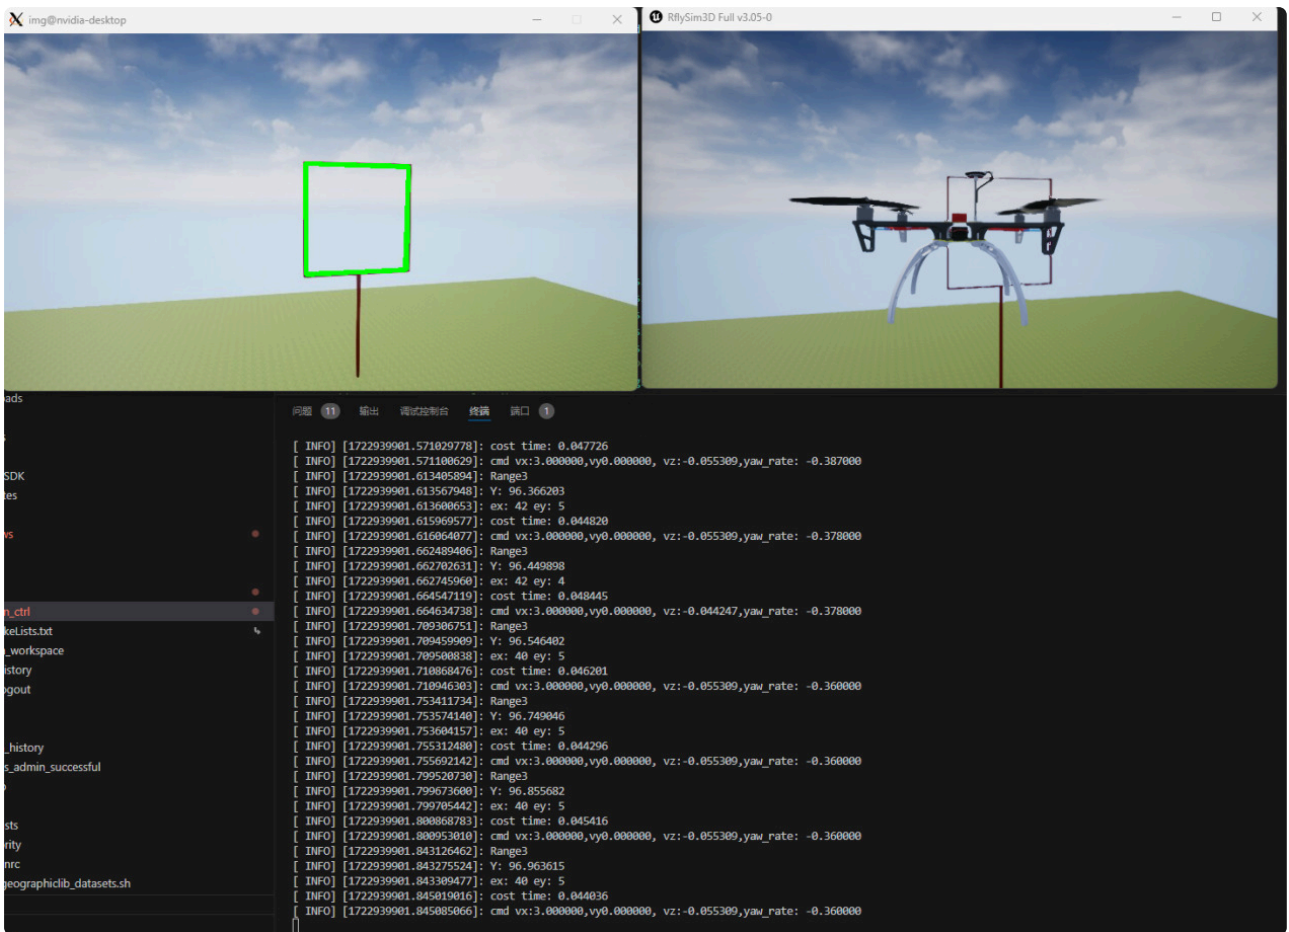 img@nvidia-desktop
RflySim3D Full v3.05-0
ads
SDK
tes
ws
n_ctrl
keLists.txt
_workspace
istory
ogout
_history
s_admin_successful
sts
ority
nrc
geographiclib_datasets.sh
问题 11 输出 调试控制台 终端 端口 1
[ INFO] [1722939901.571029778]: cost time: 0.047726
[ INFO] [1722939901.571100629]: cmd vx:3.000000,vy0.000000, vz:-0.055309,yaw_rate: -0.387000
[ INFO] [1722939901.613405894]: Range3
[ INFO] [1722939901.613567948]: Y: 96.366203
[ INFO] [1722939901.613600653]: ex: 42 ey: 5
[ INFO] [1722939901.615969577]: cost time: 0.044820
[ INFO] [1722939901.616064077]: cmd vx:3.000000,vy0.000000, vz:-0.055309,yaw_rate: -0.378000
[ INFO] [1722939901.662489406]: Range3
[ INFO] [1722939901.662702631]: Y: 96.449898
[ INFO] [1722939901.662745960]: ex: 42 ey: 4
[ INFO] [1722939901.664547119]: cost time: 0.048445
[ INFO] [1722939901.664634738]: cmd vx:3.000000,vy0.000000, vz:-0.044247,yaw_rate: -0.378000
[ INFO] [1722939901.709306751]: Range3
[ INFO] [1722939901.709459909]: Y: 96.546402
[ INFO] [1722939901.709500838]: ex: 40 ey: 5
[ INFO] [1722939901.710868476]: cost time: 0.046201
[ INFO] [1722939901.710946303]: cmd vx:3.000000,vy0.000000, vz:-0.055309,yaw_rate: -0.360000
[ INFO] [1722939901.753411734]: Range3
[ INFO] [1722939901.753574140]: Y: 96.749046
[ INFO] [1722939901.753604157]: ex: 40 ey: 5
[ INFO] [1722939901.755312480]: cost time: 0.044296
[ INFO] [1722939901.755692142]: cmd vx:3.000000,vy0.000000, vz:-0.055309,yaw_rate: -0.360000
[ INFO] [1722939901.799520730]: Range3
[ INFO] [1722939901.799673600]: Y: 96.855682
[ INFO] [1722939901.799705442]: ex: 40 ey: 5
[ INFO] [1722939901.800868783]: cost time: 0.045416
[ INFO] [1722939901.800953010]: cmd vx:3.000000,vy0.000000, vz:-0.055309,yaw_rate: -0.360000
[ INFO] [1722939901.843126462]: Range3
[ INFO] [1722939901.843275524]: Y: 96.963615
[ INFO] [1722939901.843309477]: ex: 40 ey: 5
[ INFO] [1722939901.845019016]: cost time: 0.044036
[ INFO] [1722939901.845085066]: cmd vx:3.000000,vy0.000000, vz:-0.055309,yaw_rate: -0.360000